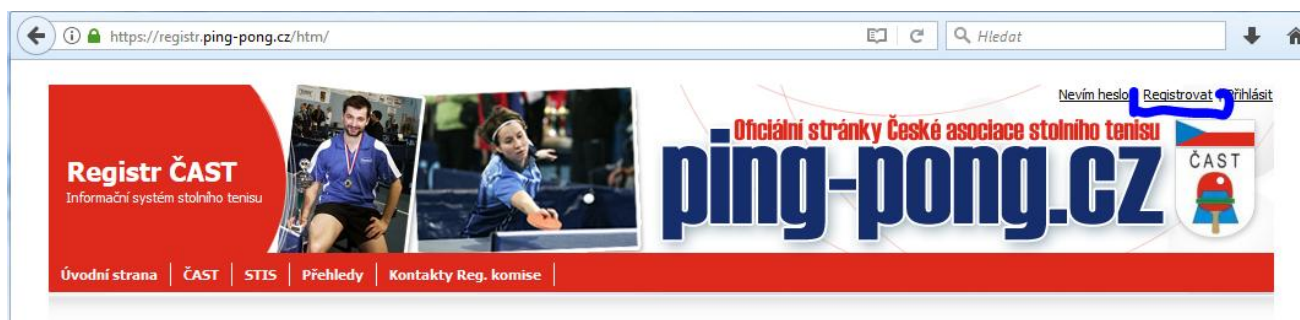 https://registr.ping-pong.cz/htm/
Hledat
Nevím heslo Registrovat Přihlásit
Oficiální stránky České asociace stolního tenisu
ping-pong.cz
ČAST
Registr ČAST
Informační systém stolního tenisu
Úvodní strana ČAST STIS Přehledy Kontakty Reg. komise